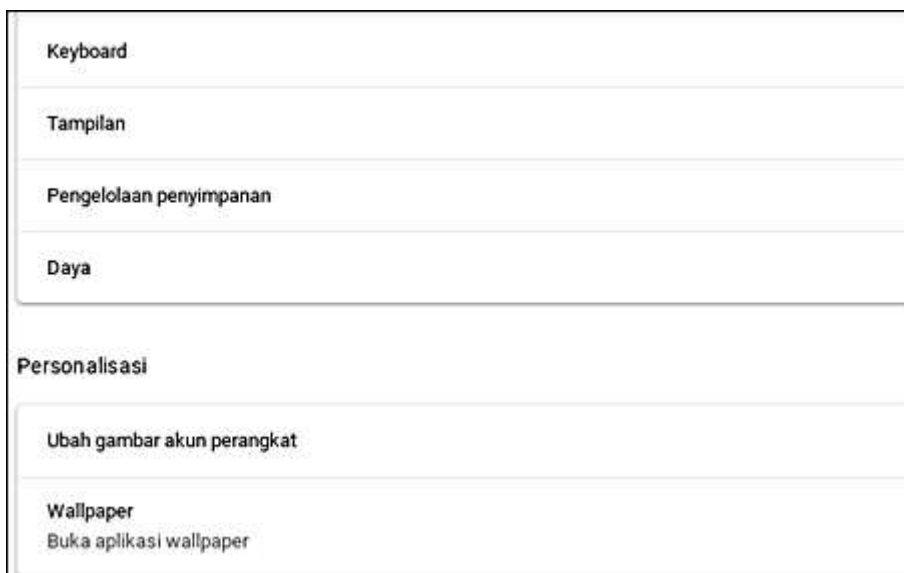 Keyboard
Tampilan
Pengelolaan penyimpanan
Daya
Personalisasi
Ubah gambar akun perangkat
Wallpaper
Buka aplikasi wallpaper